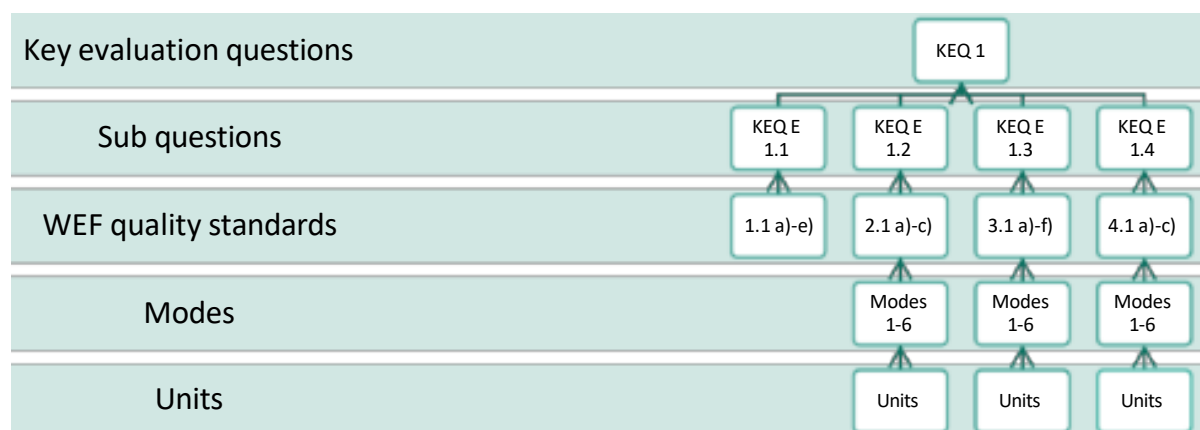 Key evaluation questions
KEQ 1
Sub questions
KEQ E
1.1
KEQ E
1.2
KEQ E
1.3
KEQ E
1.4
WEF quality standards
1.1 a)-e)
2.1 a)-c)
3.1 a)-f)
4.1 a)-c)
Modes
Modes
1-6
Modes
1-6
Modes
1-6
Units
Units
Units
Units